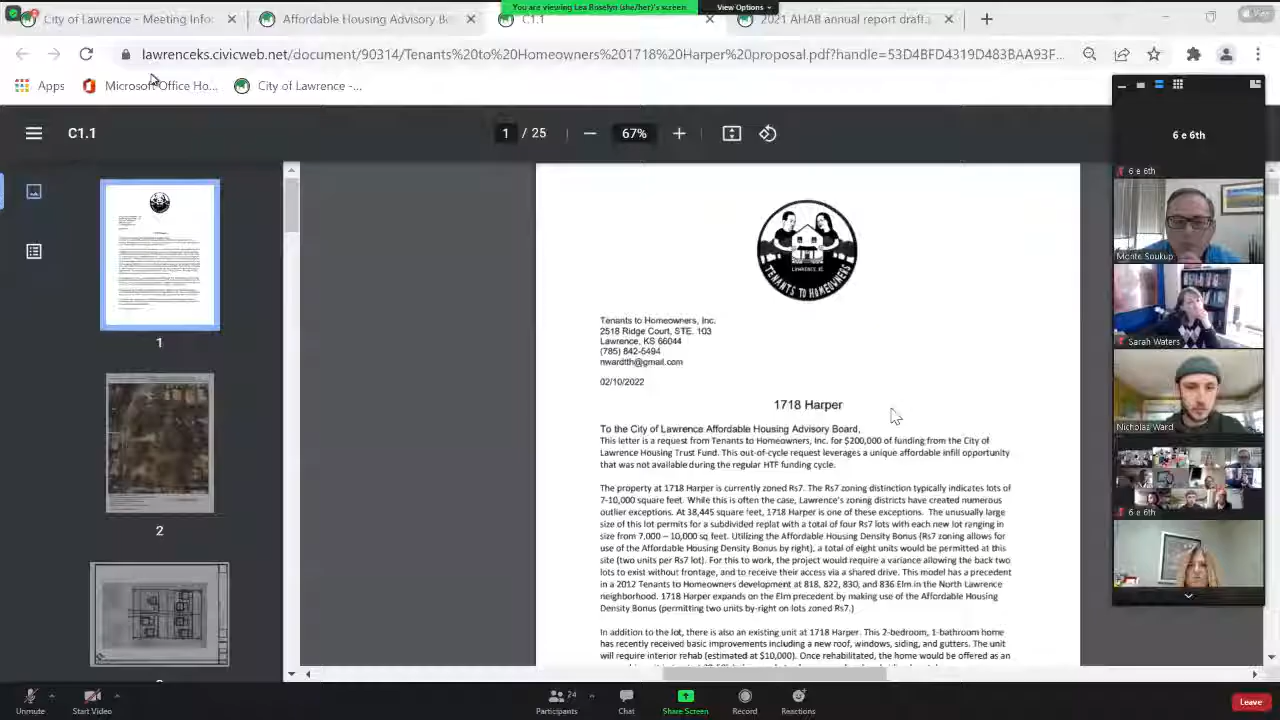 You are viewing Lea Roselyn (she/her)'s screen
View Options
City of Lawrence - Meeting Info:
Affordable Housing Advisory B
C1.1
2021 AHAB annual report draft
View
lawrenceks.civicweb.net/document/90314/Tenants%20to%20Homeowners%201718%20Harper%20proposal.pdf?handle=53D4BFD4319D483BAA93F...
Apps
Microsoft Office Ho...
City of Lawrence -...
C1.1
1 / 25
67%
6 e 6th
6 e 6th
Monte Soukup
Sarah Waters
Nicholas Ward
6 e 6th
1
2
LAWRENCE, KS
TENANTS TO HOMEOWNERS
Tenants to Homeowners, Inc.
2518 Ridge Court, STE. 103
Lawrence, KS 66044
(785) 842-5494
nwardtth@gmail.com
02/10/2022
1718 Harper
To the City of Lawrence Affordable Housing Advisory Board,
This letter is a request from Tenants to Homeowners, Inc. for $200,000 of funding from the City of
Lawrence Housing Trust Fund. This out-of-cycle request leverages a unique affordable infill opportunity
that was not available during the regular HTF funding cycle.
The property at 1718 Harper is currently zoned Rs7. The Rs7 zoning distinction typically indicates lots of
7-10,000 square feet. While this is often the case, Lawrence's zoning districts have created numerous
outlier exceptions. At 38,445 square feet, 1718 Harper is one of these exceptions. The unusually large
size of this lot permits for a subdivided replat with a total of four Rs7 lots with each new lot ranging in
size from 7,000 – 10,000 sq feet. Utilizing the Affordable Housing Density Bonus (Rs7 zoning allows for
use of the Affordable Housing Density Bonus by right), a total of eight units would be permitted at this
site (two units per Rs7 lot). For this to work, the project would require a variance allowing the back two
lots to exist without frontage, and to receive their access via a shared drive. This model has a precedent
in a 2012 Tenants to Homeowners development at 818, 822, 830, and 836 Elm in the North Lawrence
neighborhood. 1718 Harper expands on the Elm precedent by making use of the Affordable Housing
Density Bonus (permitting two units by-right on lots zoned Rs7.)
In addition to the lot, there is also an existing unit at 1718 Harper. This 2-bedroom, 1-bathroom home
has recently received basic improvements including a new roof, windows, siding, and gutters. The unit
will require interior rehab (estimated at $10,000). Once rehabilitated, the home would be offered as an
Unmute
Start Video
Participants
24
Chat
Share Screen
Record
Reactions
Leave